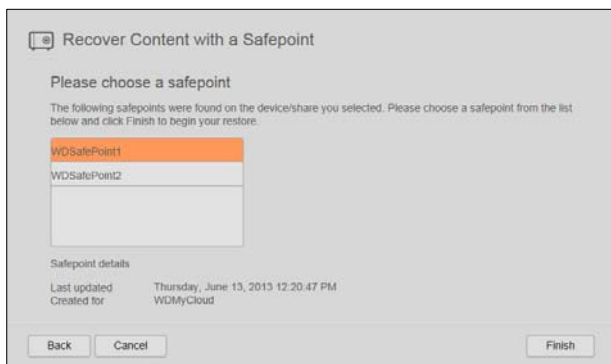 Recover Content with a Safepoint
Please choose a safepoint
The following safepoints were found on the device/share you selected. Please choose a safepoint from the list
below and click Finish to begin your restore.
WDSafePoint1
WDSafePoint2
Safepoint details
Last updated Thursday, June 13, 2013 12:20:47 PM
Created for WDMyCloud
Back Cancel Finish